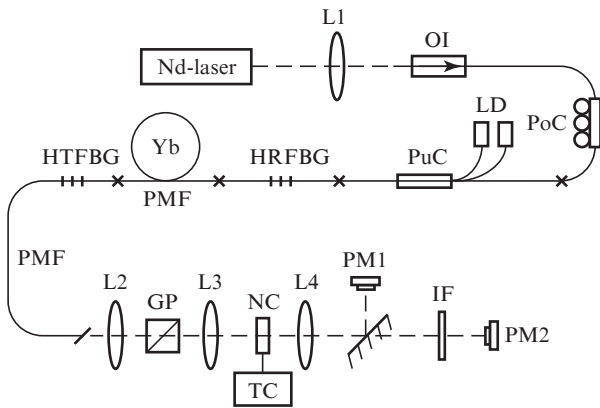 L1
OI
Nd-laser
LD
PoC
HTFBG
Yb
HRFBG
PuC
PMF
PMF
L2
GP
L3
NC
L4
PM1
IF
PM2
TC